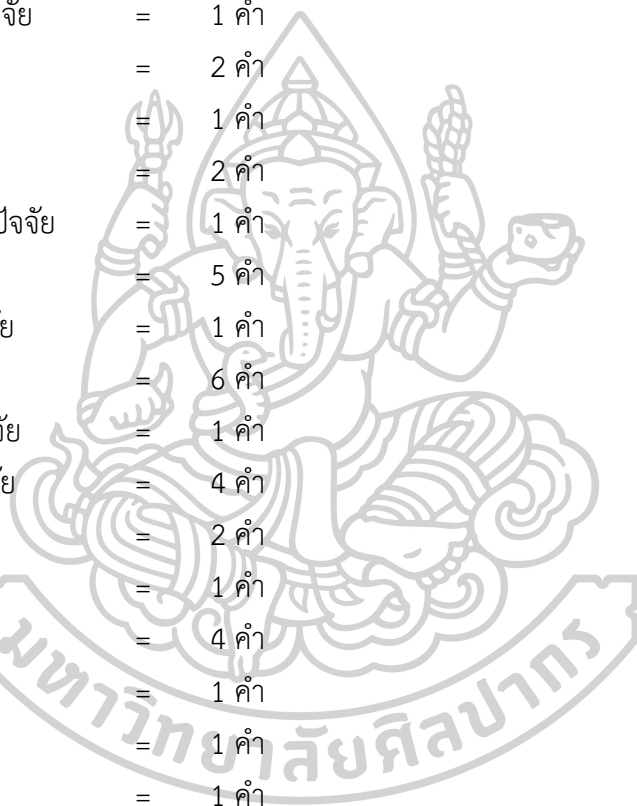 จัย = 1 คำ
= 2 คำ
= 1 คำ
= 2 คำ
ปัจจัย = 1 คำ
= 5 คำ
ัย = 1 คำ
= 6 คำ
จัย = 1 คำ
ัย = 4 คำ
= 2 คำ
= 1 คำ
= 4 คำ
= 1 คำ
= 1 คำ
= 1 คำ
มหาวิทยาลัยศิลปากร